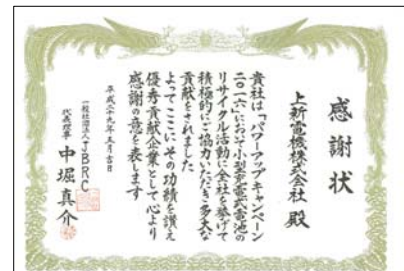 感謝状
上新電機株式会社 殿
貴社は「パワーアップキャンペーン
二〇一六」において小型充電式電池の
リサイクル活動に全社を挙げて
積極的にご協力いただき多大な
貢献をされました
よってここにその功績を讃え
優秀貢献企業として心より
感謝の意を表します
平成二十九年五月吉日
一般社団法人JBRC
代表理事 中堀真介